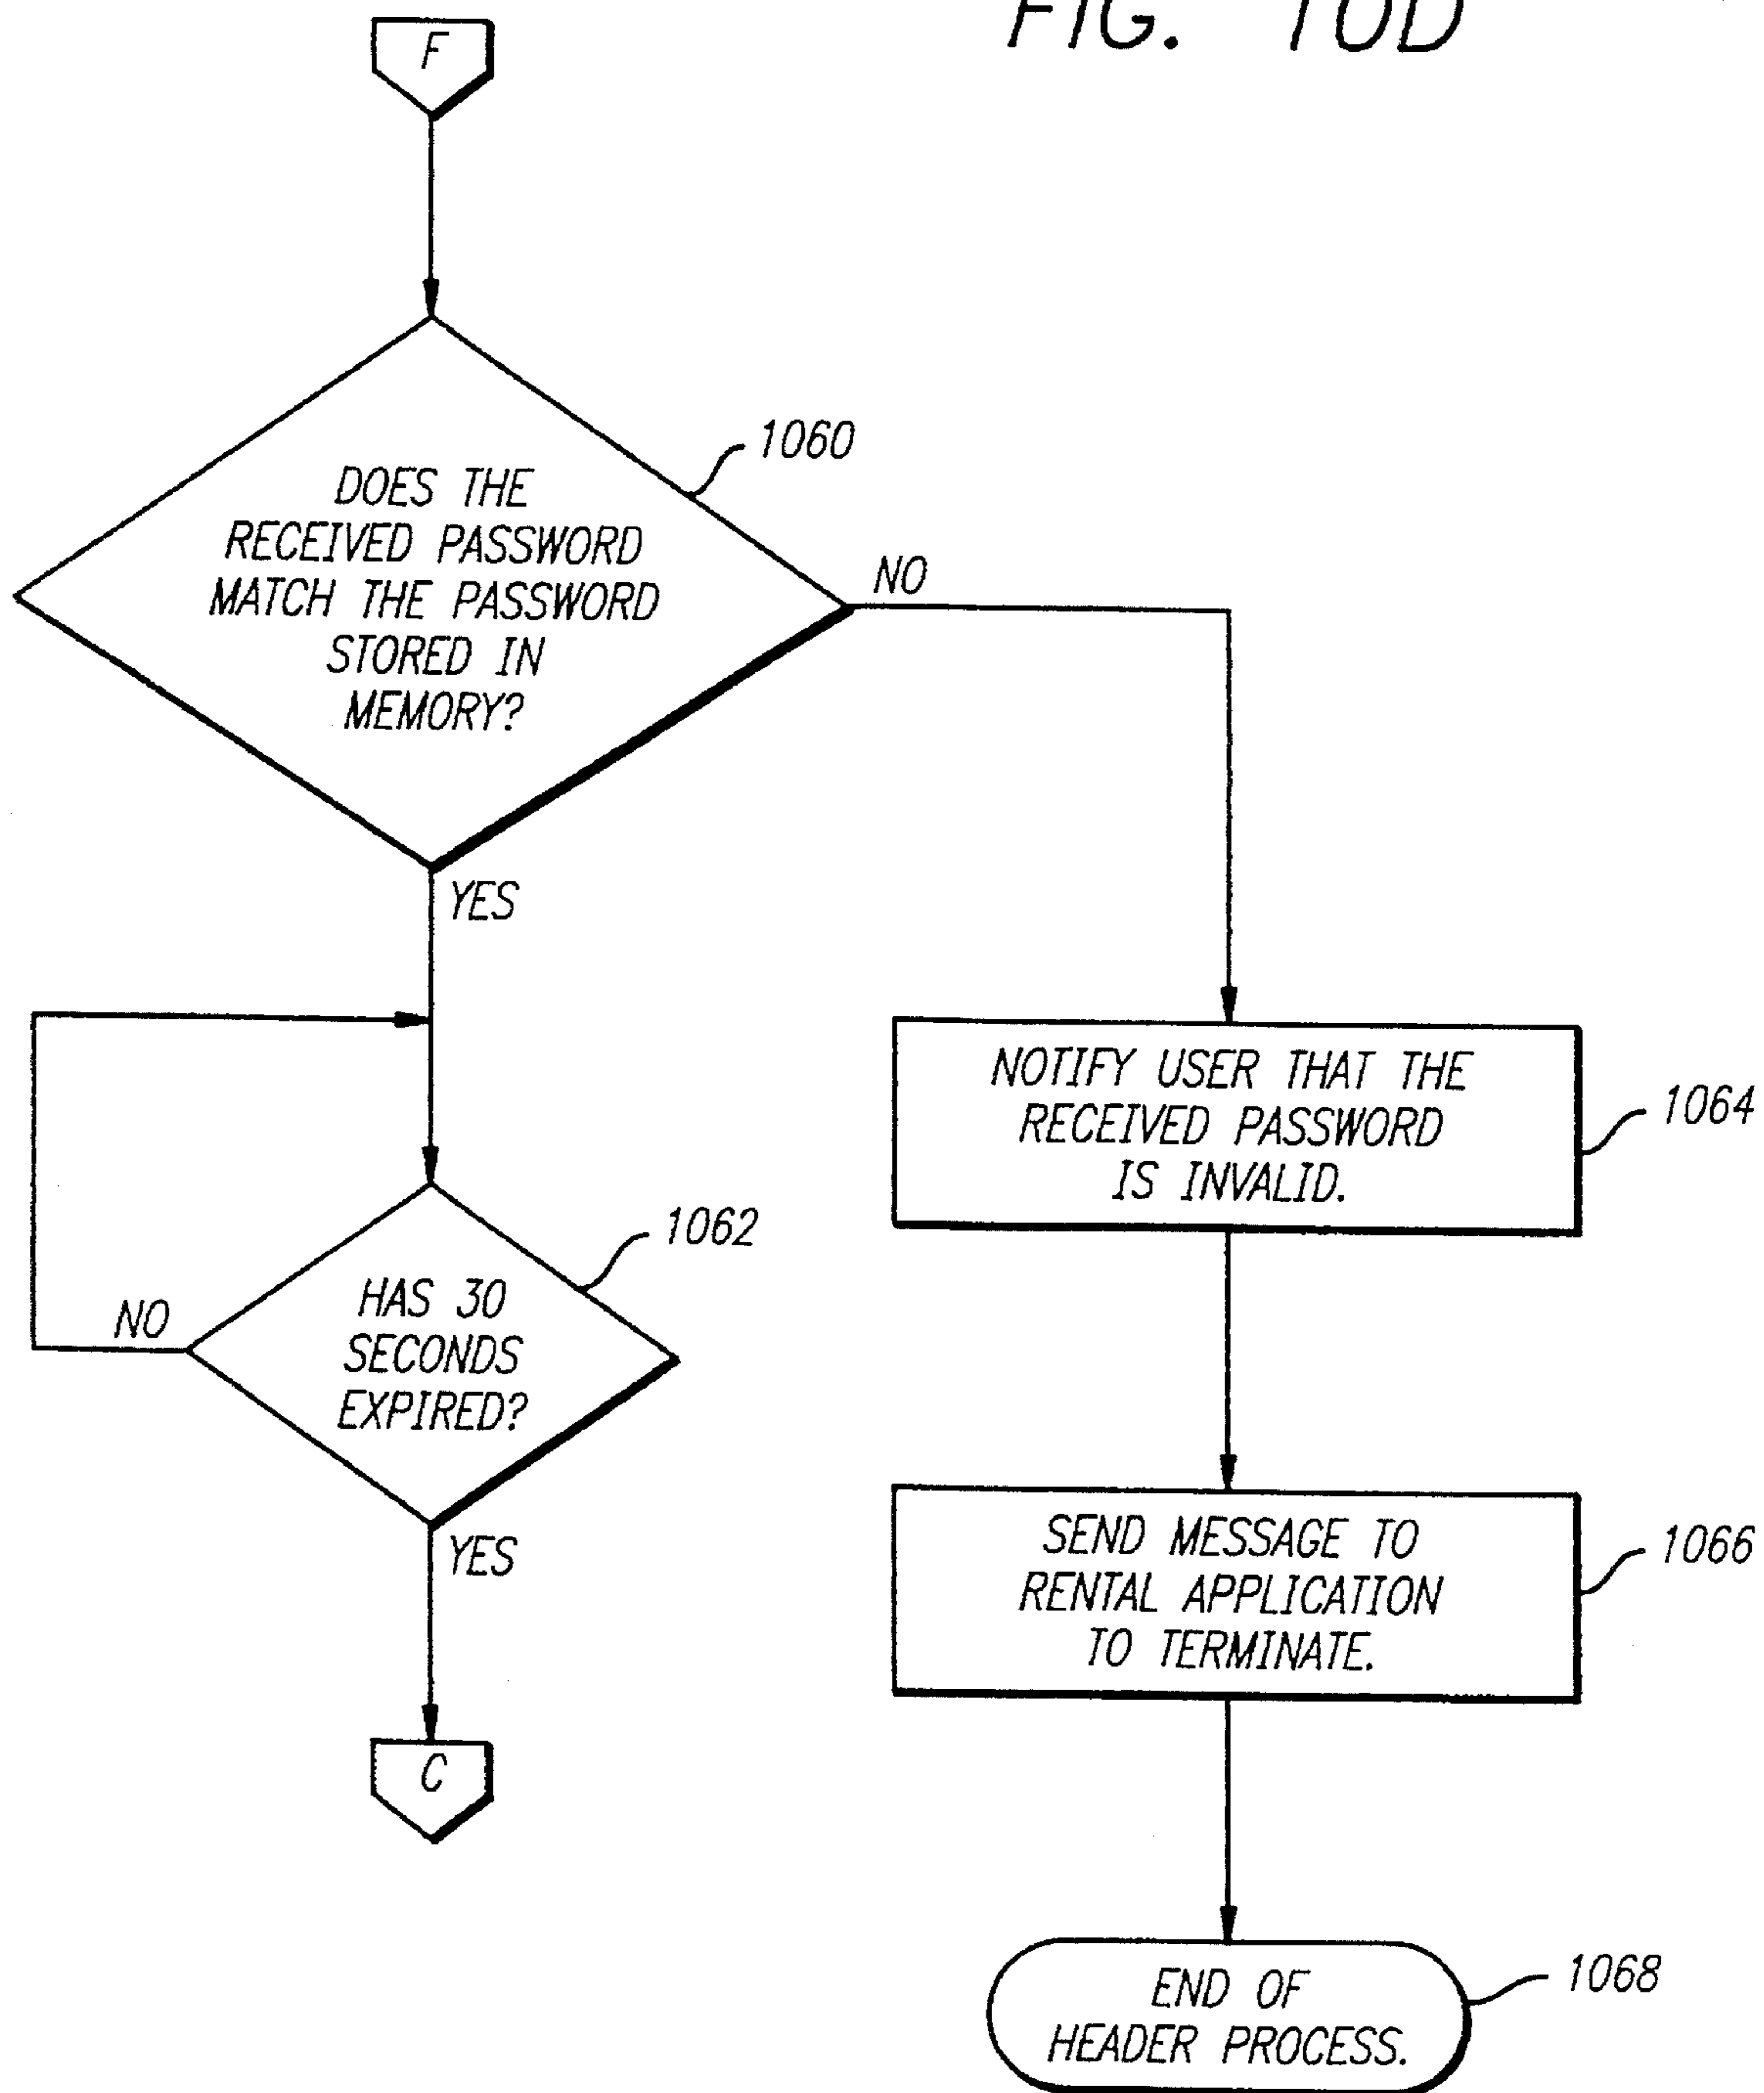 FIG. 10D
F
1060
DOES THE
RECEIVED PASSWORD
MATCH THE PASSWORD
STORED IN
MEMORY?
NO
YES
NOTIFY USER THAT THE
RECEIVED PASSWORD
IS INVALID.
1064
1062
HAS 30
SECONDS
EXPIRED?
NO
YES
SEND MESSAGE TO
RENTAL APPLICATION
TO TERMINATE.
1066
C
END OF
HEADER PROCESS.
1068